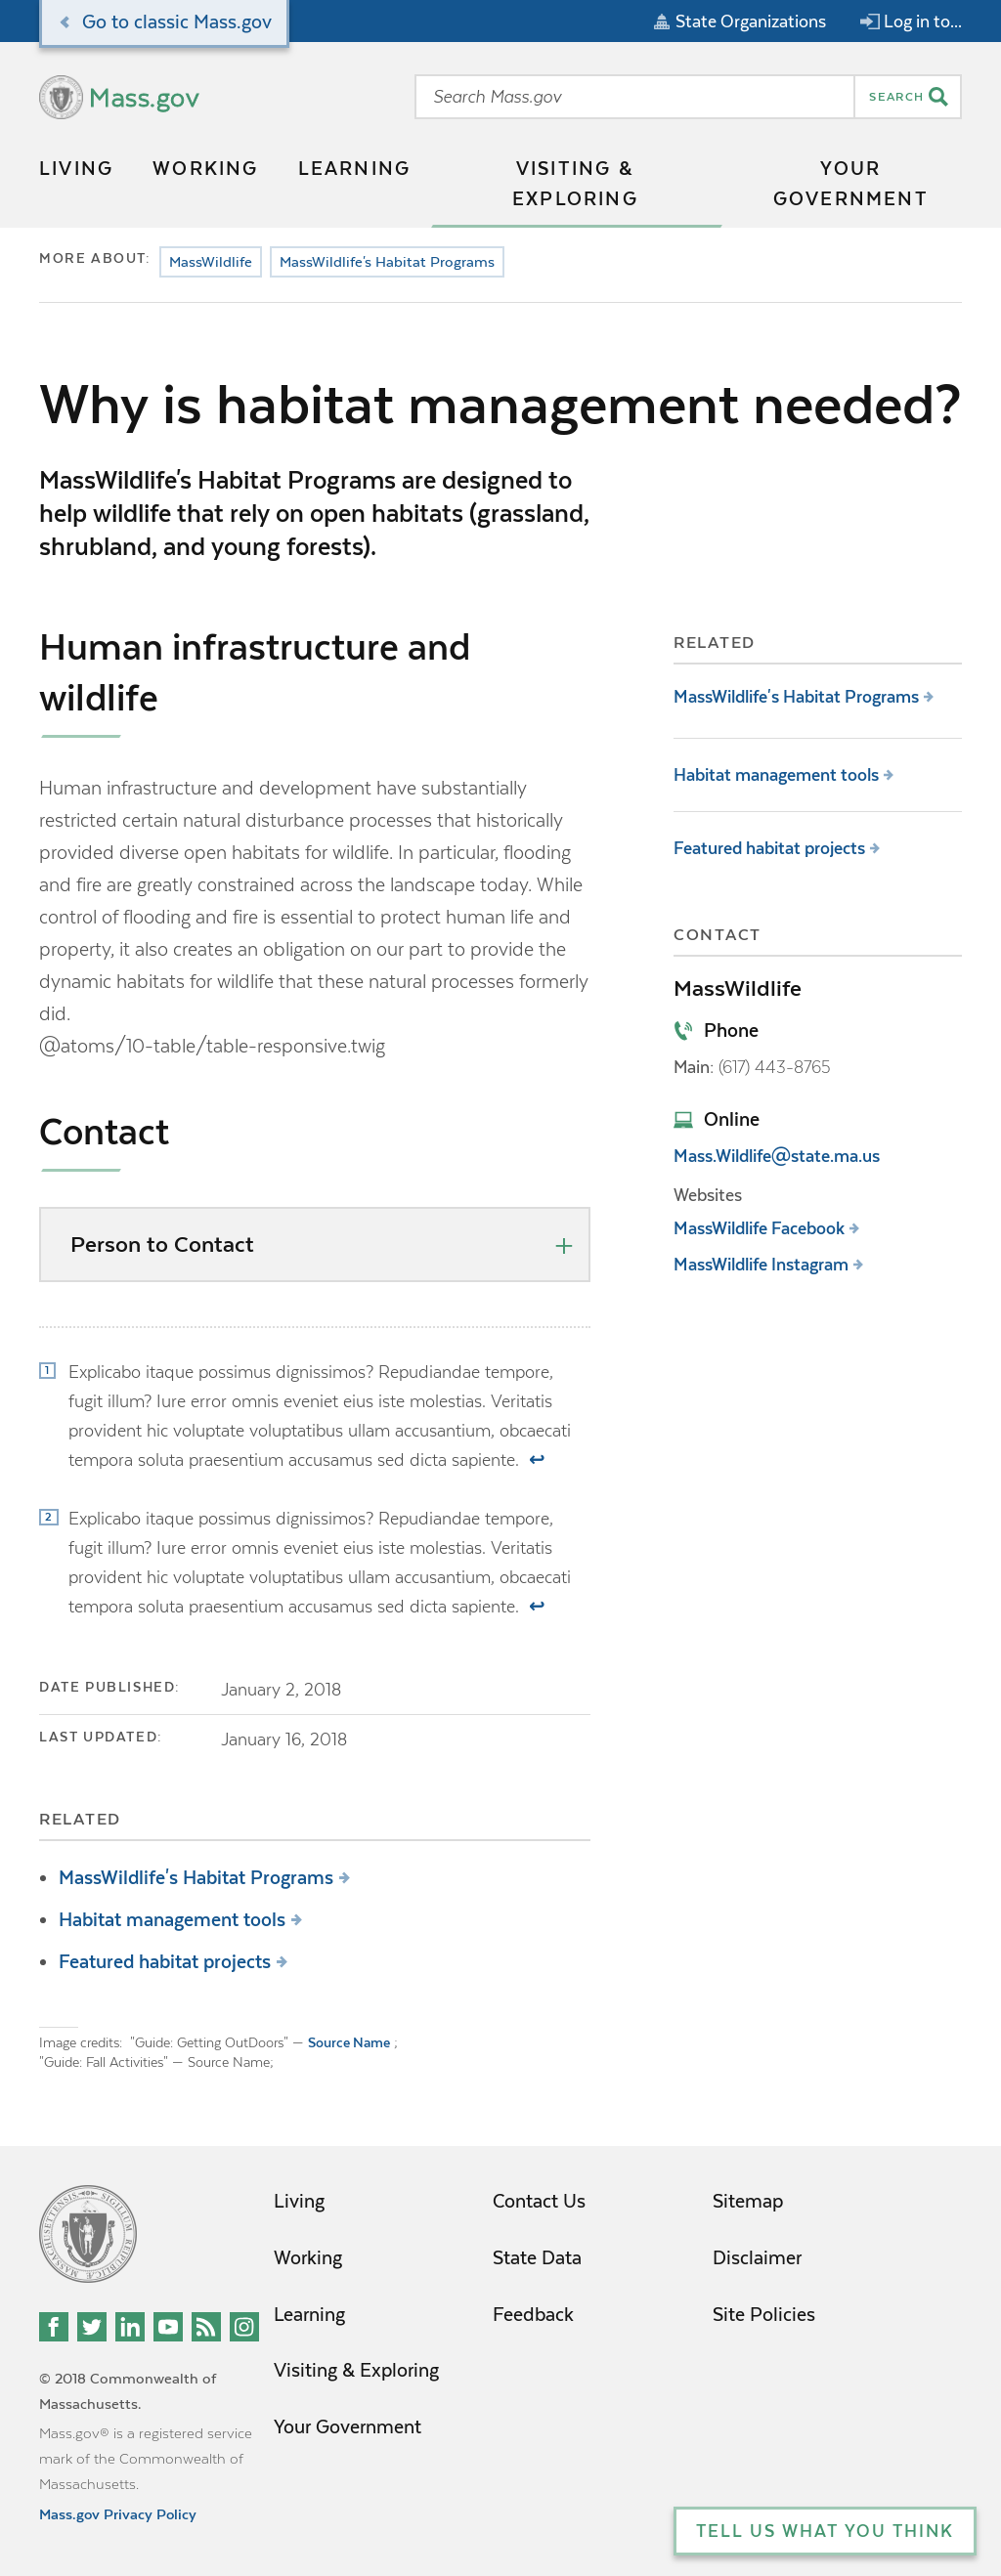 Go to classic Mass.gov
State Organizations
Log in to...
Mass.gov
Search Mass.gov
SEARCH
LIVING
WORKING
LEARNING
VISITING &
EXPLORING
YOUR
GOVERNMENT
MORE ABOUT:
MassWildlife
MassWildlife's Habitat Programs
Why is habitat management needed?
MassWildlife's Habitat Programs are designed to
help wildlife that rely on open habitats (grassland,
shrubland, and young forests).
Human infrastructure and
wildlife
Human infrastructure and development have substantially
restricted certain natural disturbance processes that historically
provided diverse open habitats for wildlife. In particular, flooding
and fire are greatly constrained across the landscape today. While
control of flooding and fire is essential to protect human life and
property, it also creates an obligation on our part to provide the
dynamic habitats for wildlife that these natural processes formerly
did.
@atoms/10-table/table-responsive.twig
Contact
Person to Contact
1 Explicabo itaque possimus dignissimos? Repudiandae tempore,
fugit illum? Iure error omnis eveniet eius iste molestias. Veritatis
provident hic voluptate voluptatibus ullam accusantium, obcaecati
tempora soluta praesentium accusamus sed dicta sapiente. ↩
2 Explicabo itaque possimus dignissimos? Repudiandae tempore,
fugit illum? Iure error omnis eveniet eius iste molestias. Veritatis
provident hic voluptate voluptatibus ullam accusantium, obcaecati
tempora soluta praesentium accusamus sed dicta sapiente. ↩
DATE PUBLISHED: January 2, 2018
LAST UPDATED: January 16, 2018
RELATED
MassWildlife's Habitat Programs
Habitat management tools
Featured habitat projects
Image credits: "Guide: Getting OutDoors" — Source Name ;
"Guide: Fall Activities" — Source Name;
RELATED
MassWildlife's Habitat Programs
Habitat management tools
Featured habitat projects
CONTACT
MassWildlife
Phone
Main: (617) 443-8765
Online
Mass.Wildlife@state.ma.us
Websites
MassWildlife Facebook
MassWildlife Instagram
© 2018 Commonwealth of
Massachusetts.
Mass.gov® is a registered service
mark of the Commonwealth of
Massachusetts.
Mass.gov Privacy Policy
Living
Working
Learning
Visiting & Exploring
Your Government
Contact Us
State Data
Feedback
Sitemap
Disclaimer
Site Policies
TELL US WHAT YOU THINK